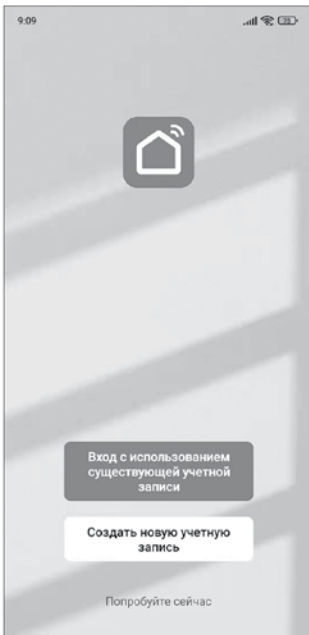 9:09
Вход с использованием
существующей учетной
записи
Создать новую учетную
запись
Попробуйте сейчас